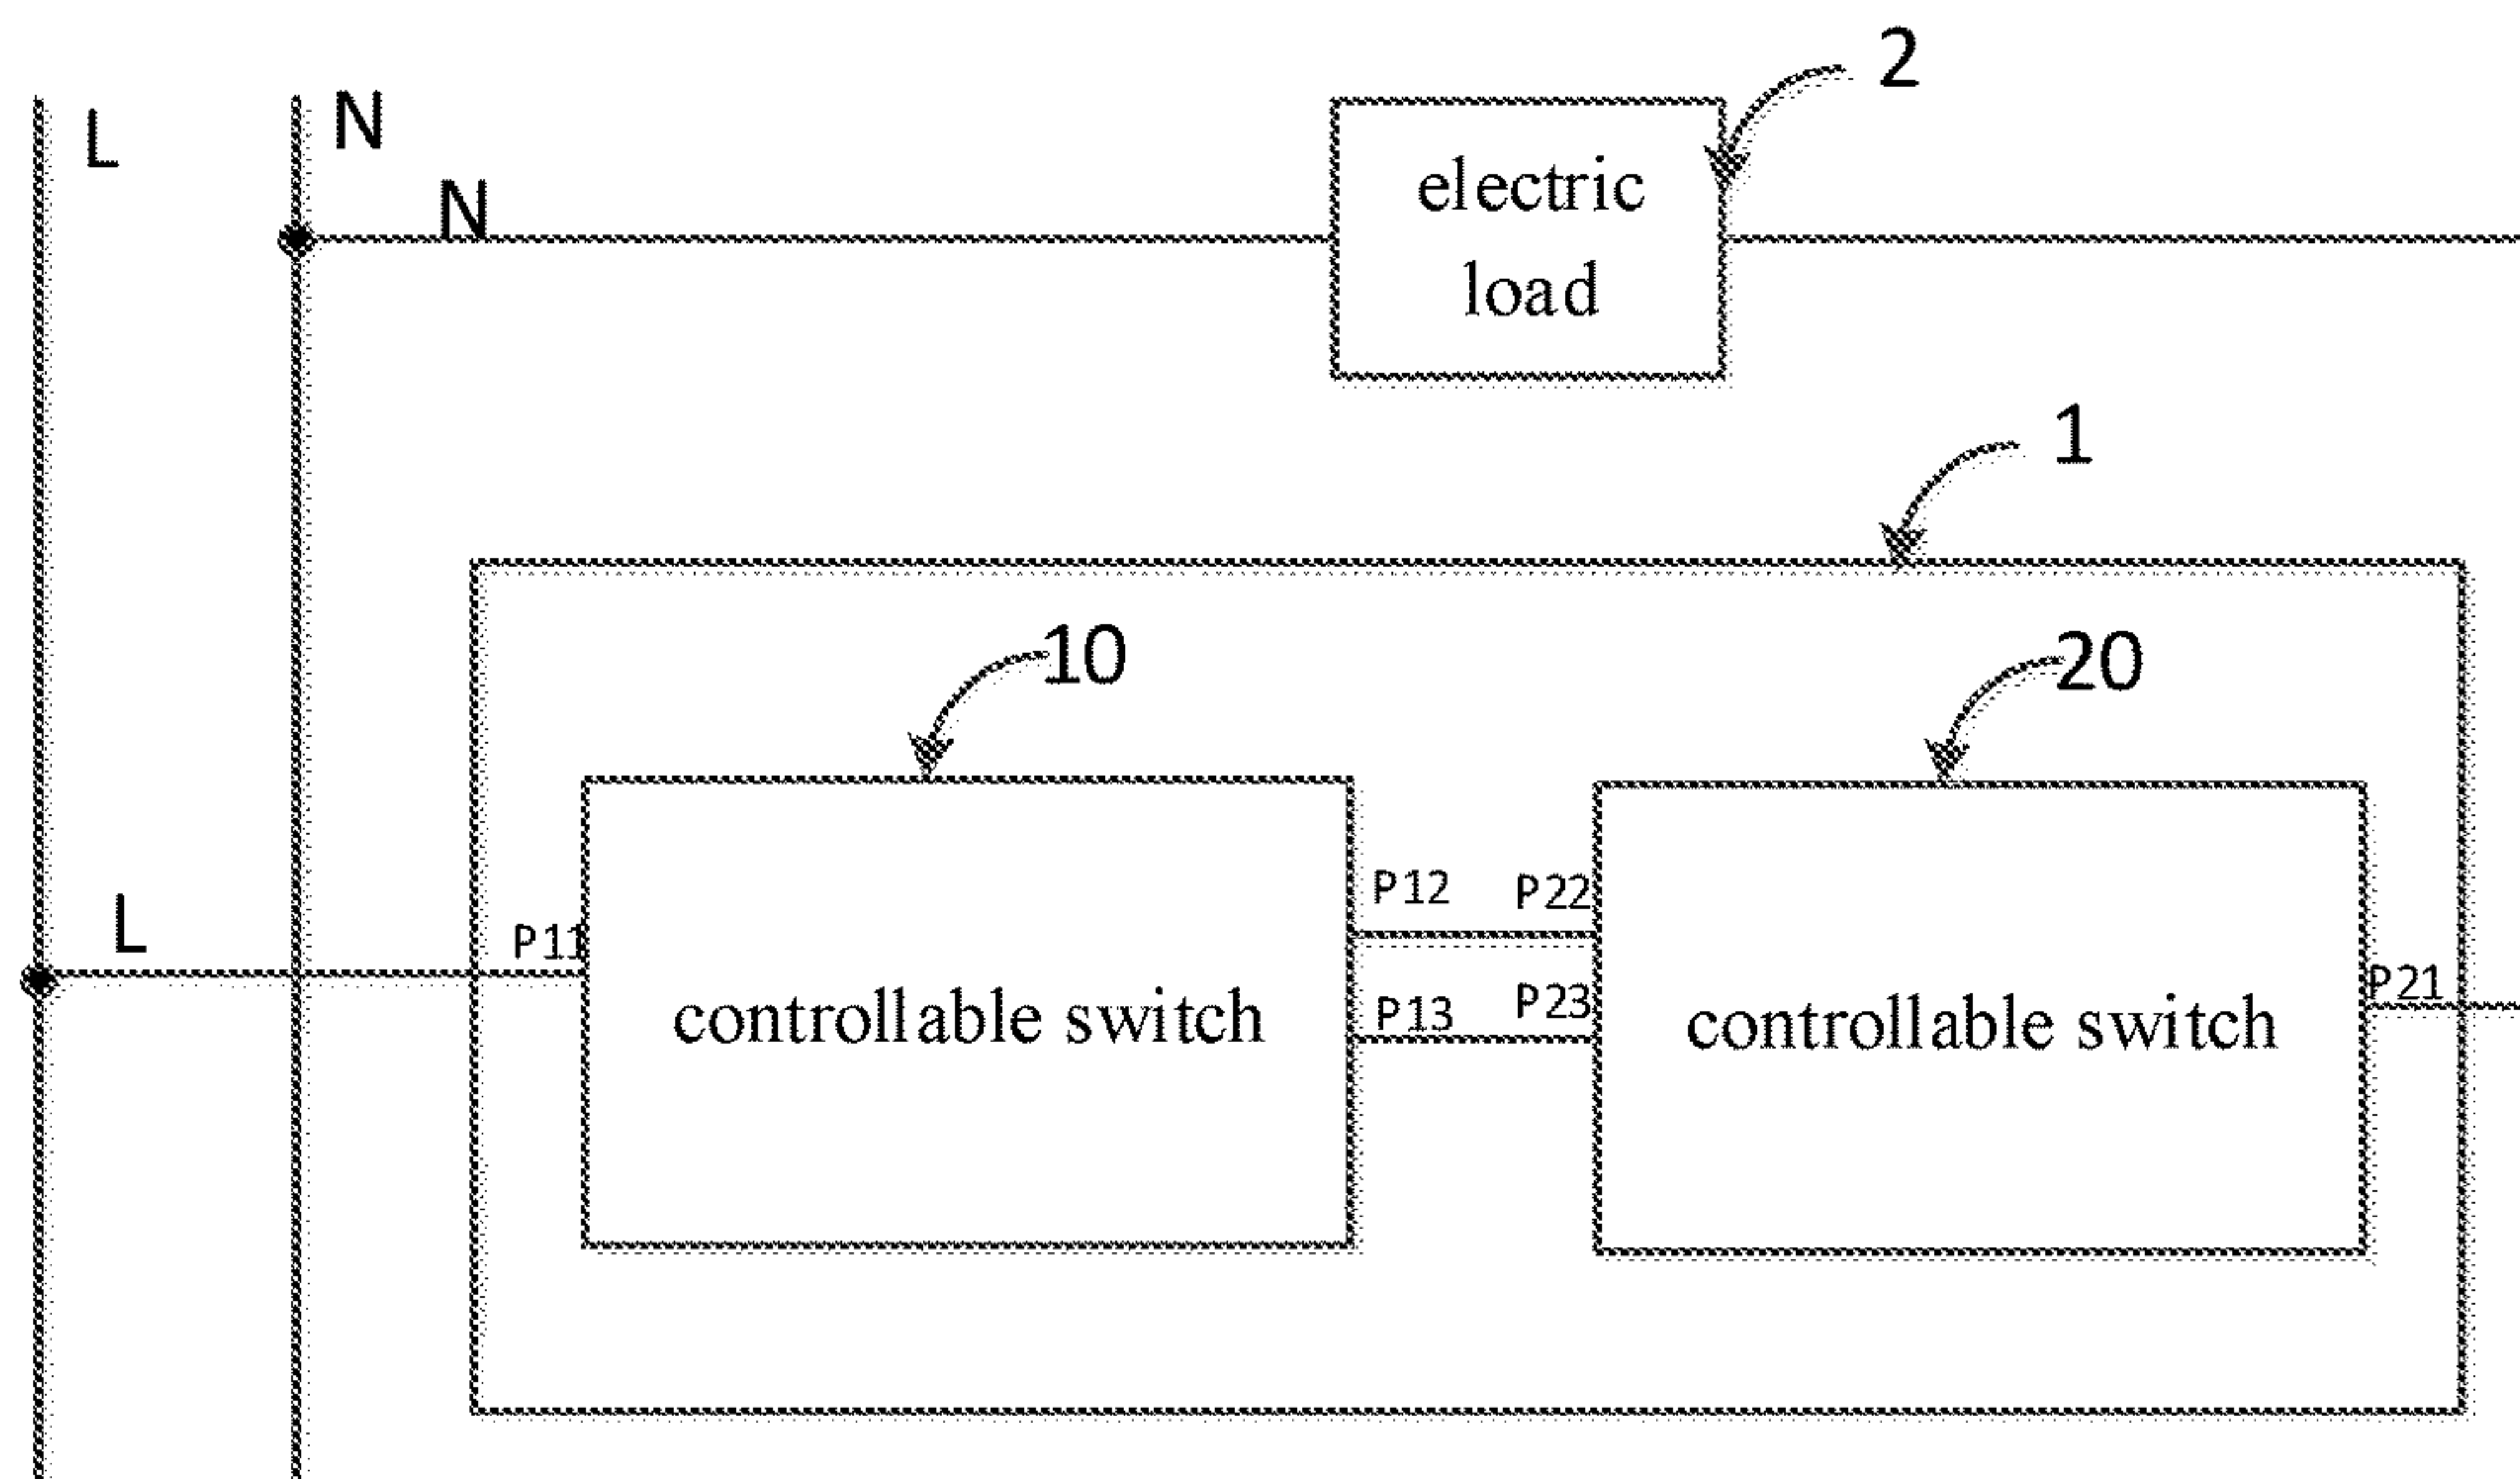 2
L
N
N
electric
load
1
10
20
P12
P22
L
P11
P13
P23
P21
controllable switch
controllable switch